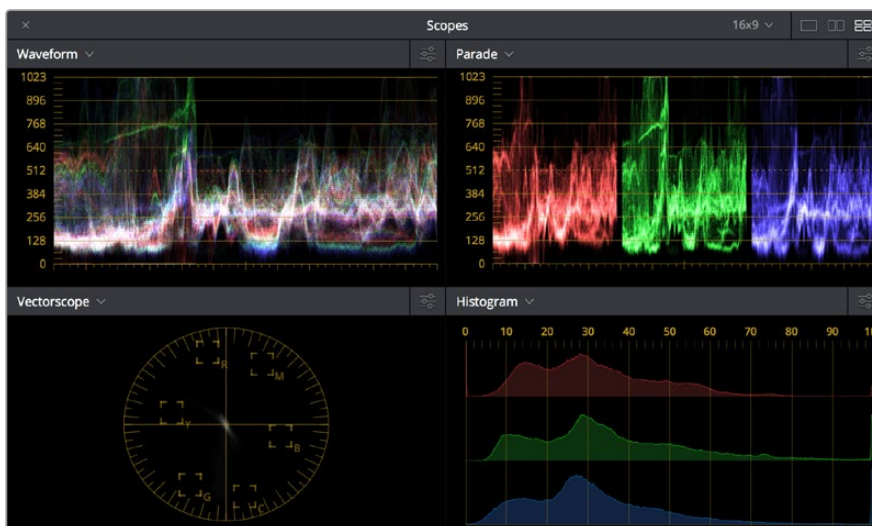 × Scopes 16x9
Waveform Parade
1023 1023
896 896
768 768
640 640
512 512
384 384
256 256
128 128
0 0
Vectorscope Histogram
0 10 20 30 40 50 60 70 80 90
R
M
Y
B
G
C